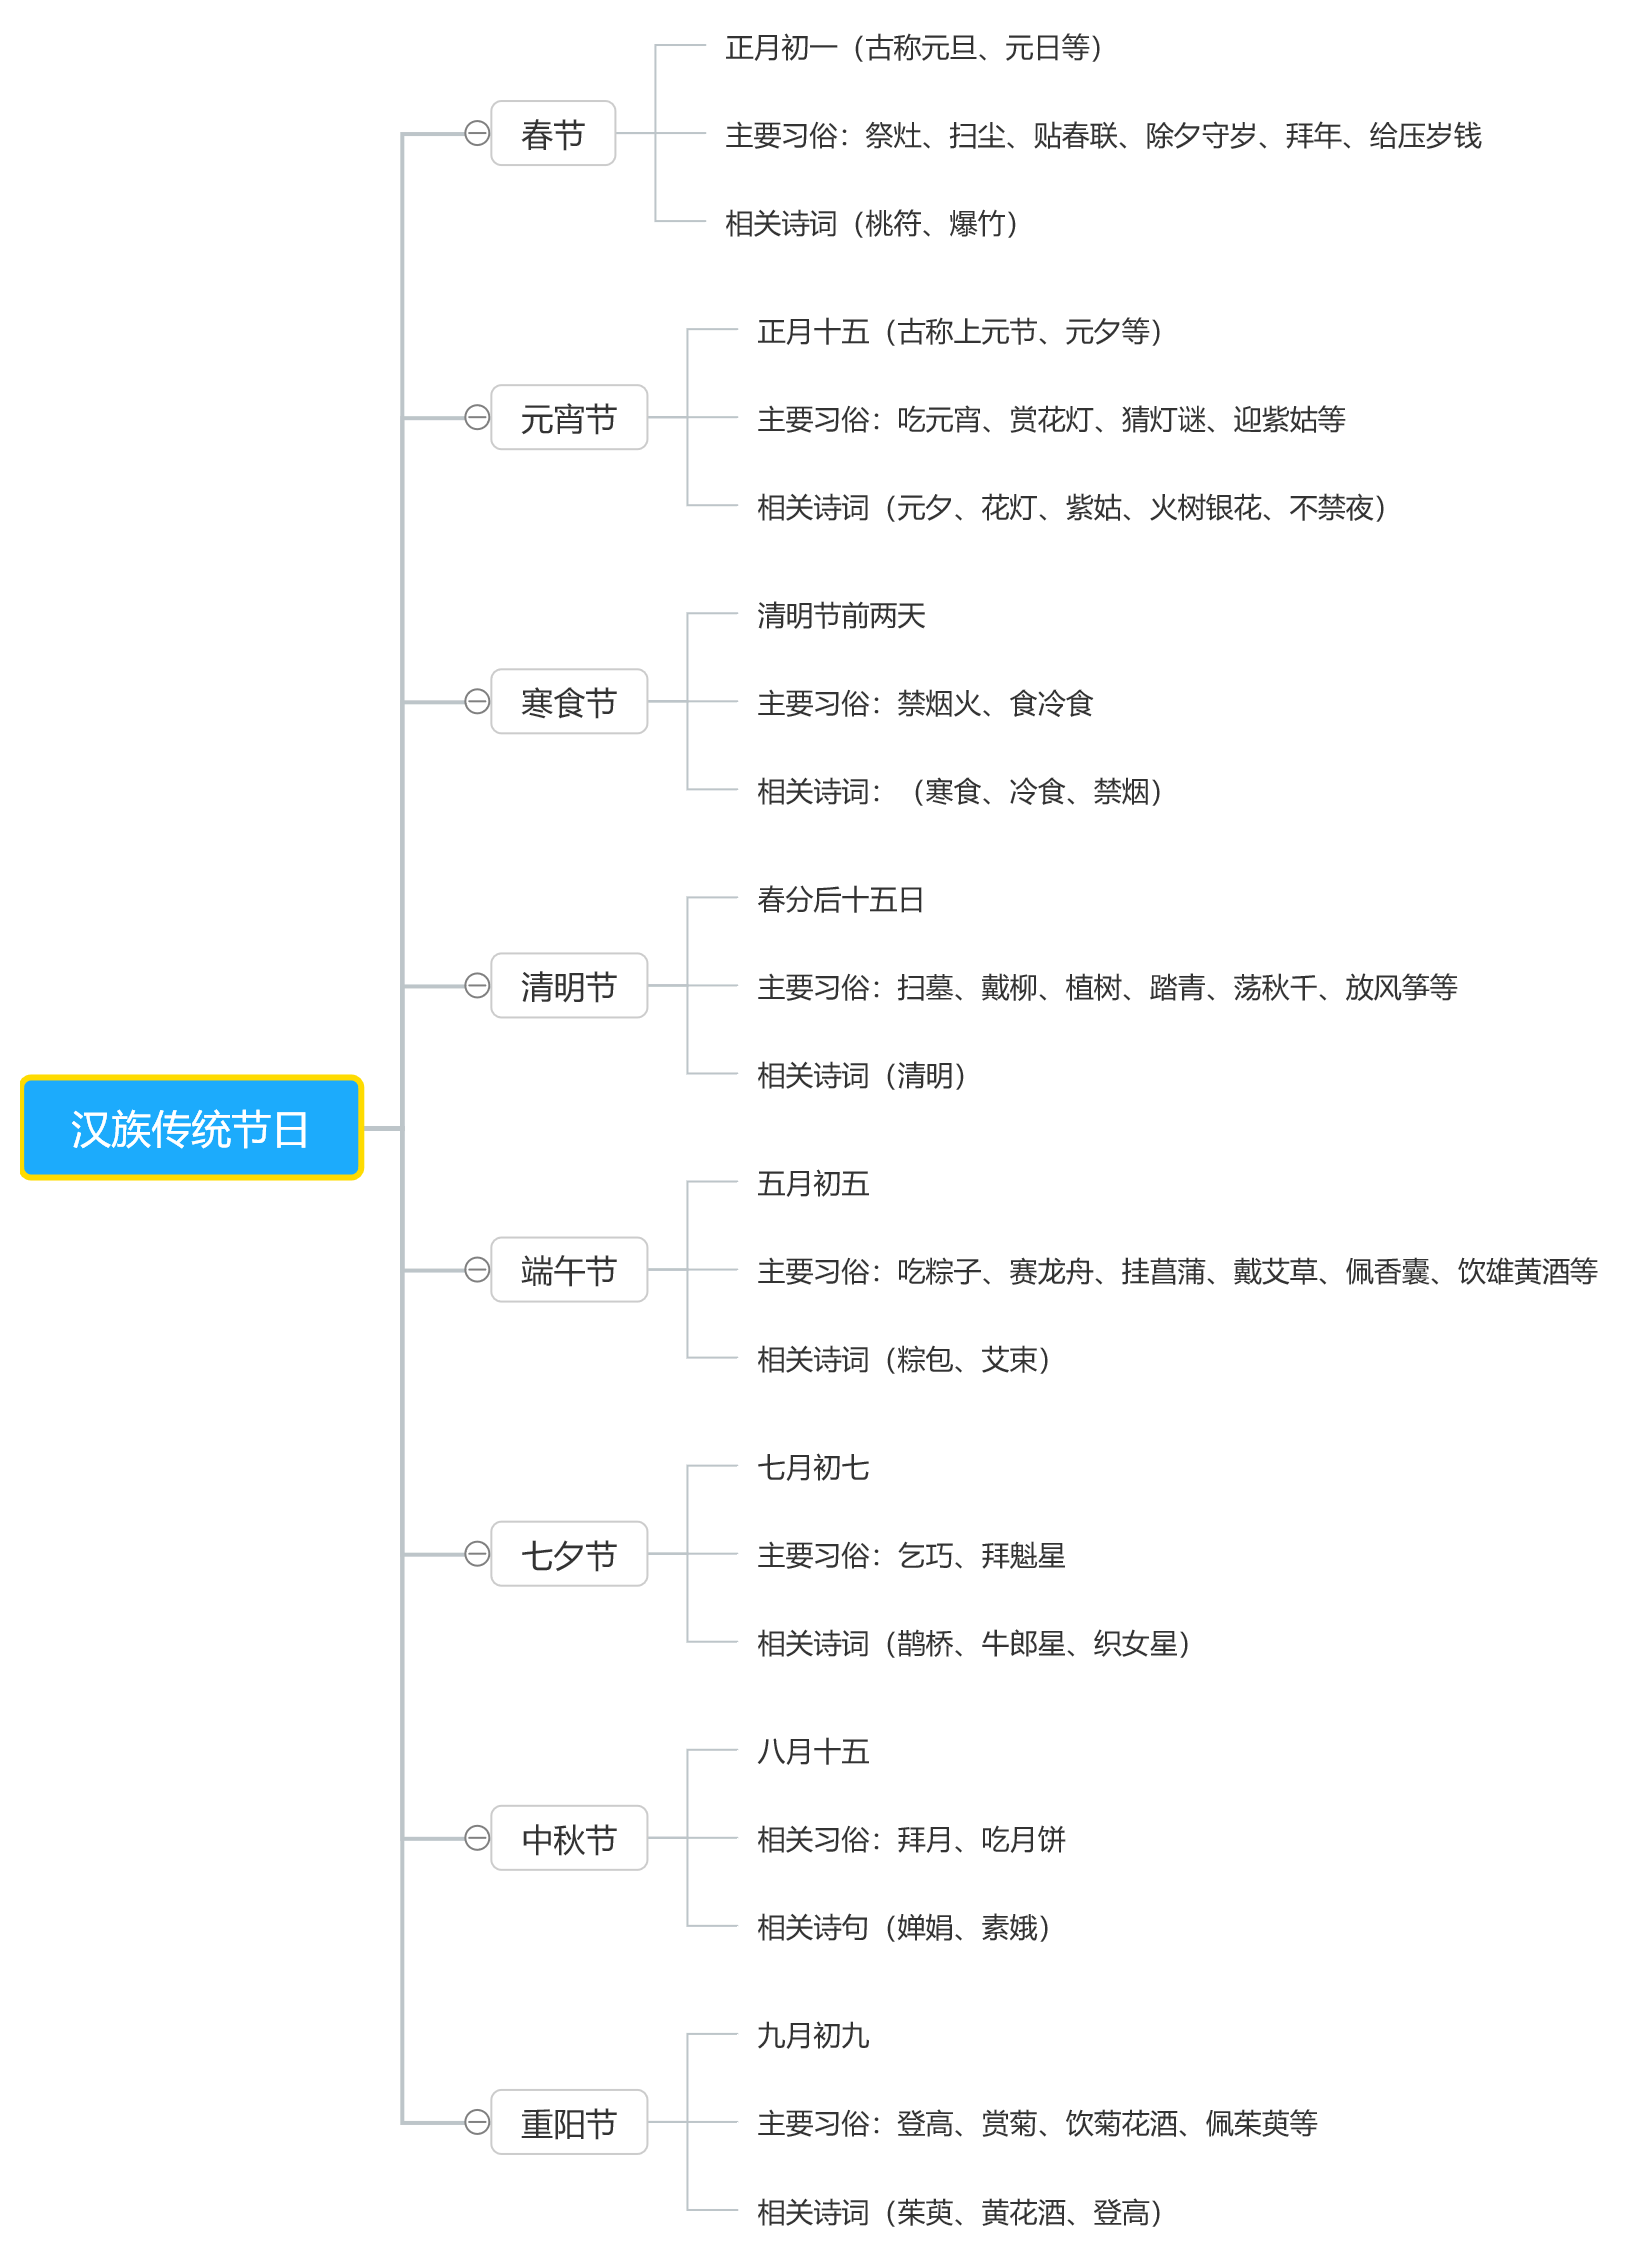 汉族传统节日
春节
正月初一（古称元旦、元日等）
主要习俗：祭灶、扫尘、贴春联、除夕守岁、拜年、给压岁钱
相关诗词（桃符、爆竹）
元宵节
正月十五（古称上元节、元夕等）
主要习俗：吃元宵、赏花灯、猜灯谜、迎紫姑等
相关诗词（元夕、花灯、紫姑、火树银花、不禁夜）
寒食节
清明节前两天
主要习俗：禁烟火、食冷食
相关诗词：（寒食、冷食、禁烟）
清明节
春分后十五日
主要习俗：扫墓、戴柳、植树、踏青、荡秋千、放风筝等
相关诗词（清明）
端午节
五月初五
主要习俗：吃粽子、赛龙舟、挂菖蒲、戴艾草、佩香囊、饮雄黄酒等
相关诗词（粽包、艾束）
七夕节
七月初七
主要习俗：乞巧、拜魁星
相关诗词（鹊桥、牛郎星、织女星）
中秋节
八月十五
相关习俗：拜月、吃月饼
相关诗句（婵娟、素娥）
重阳节
九月初九
主要习俗：登高、赏菊、饮菊花酒、佩茱萸等
相关诗词（茱萸、黄花酒、登高）